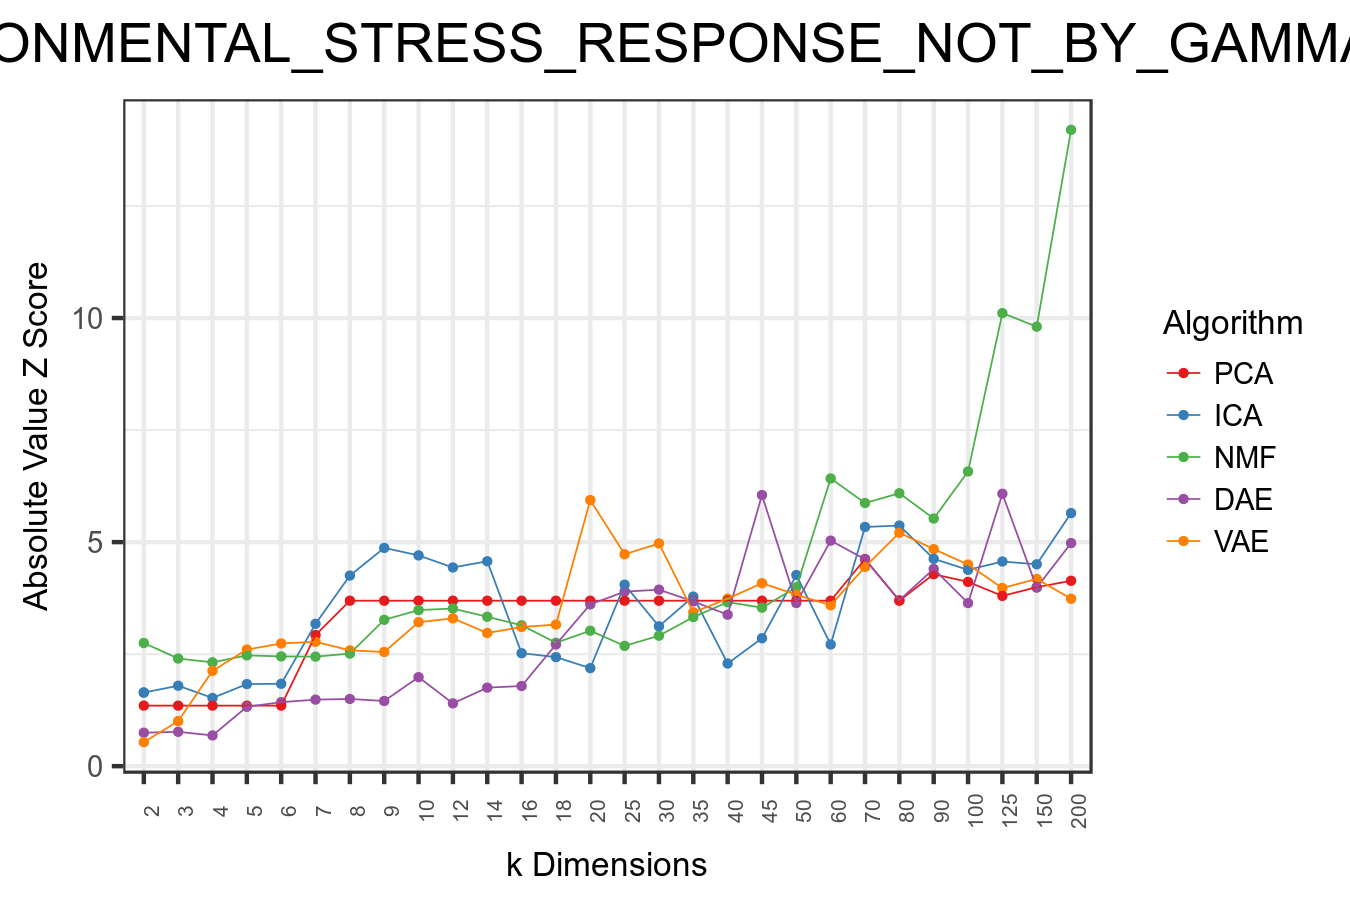 ONMENTAL_STRESS_RESPONSE_NOT_BY_GAMMA
Absolute Value Z Score
10
5
0
2 3 4 5 6 7 8 9 10 12 14 16 18 20 25 30 35 40 45 50 60 70 80 90 100 125 150 200
k Dimensions
Algorithm
PCA
ICA
NMF
DAE
VAE